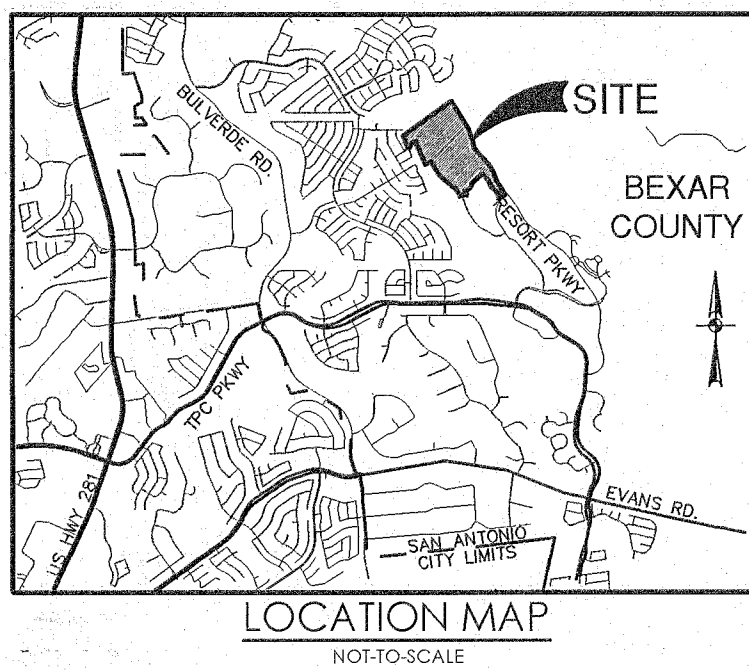 SITE
BULVERDE RD.
BEXAR
COUNTY
RESORT PKWY
TPC PKWY
US HWY 281
EVANS RD.
SAN ANTONIO
CITY LIMITS
LOCATION MAP
NOT-TO-SCALE